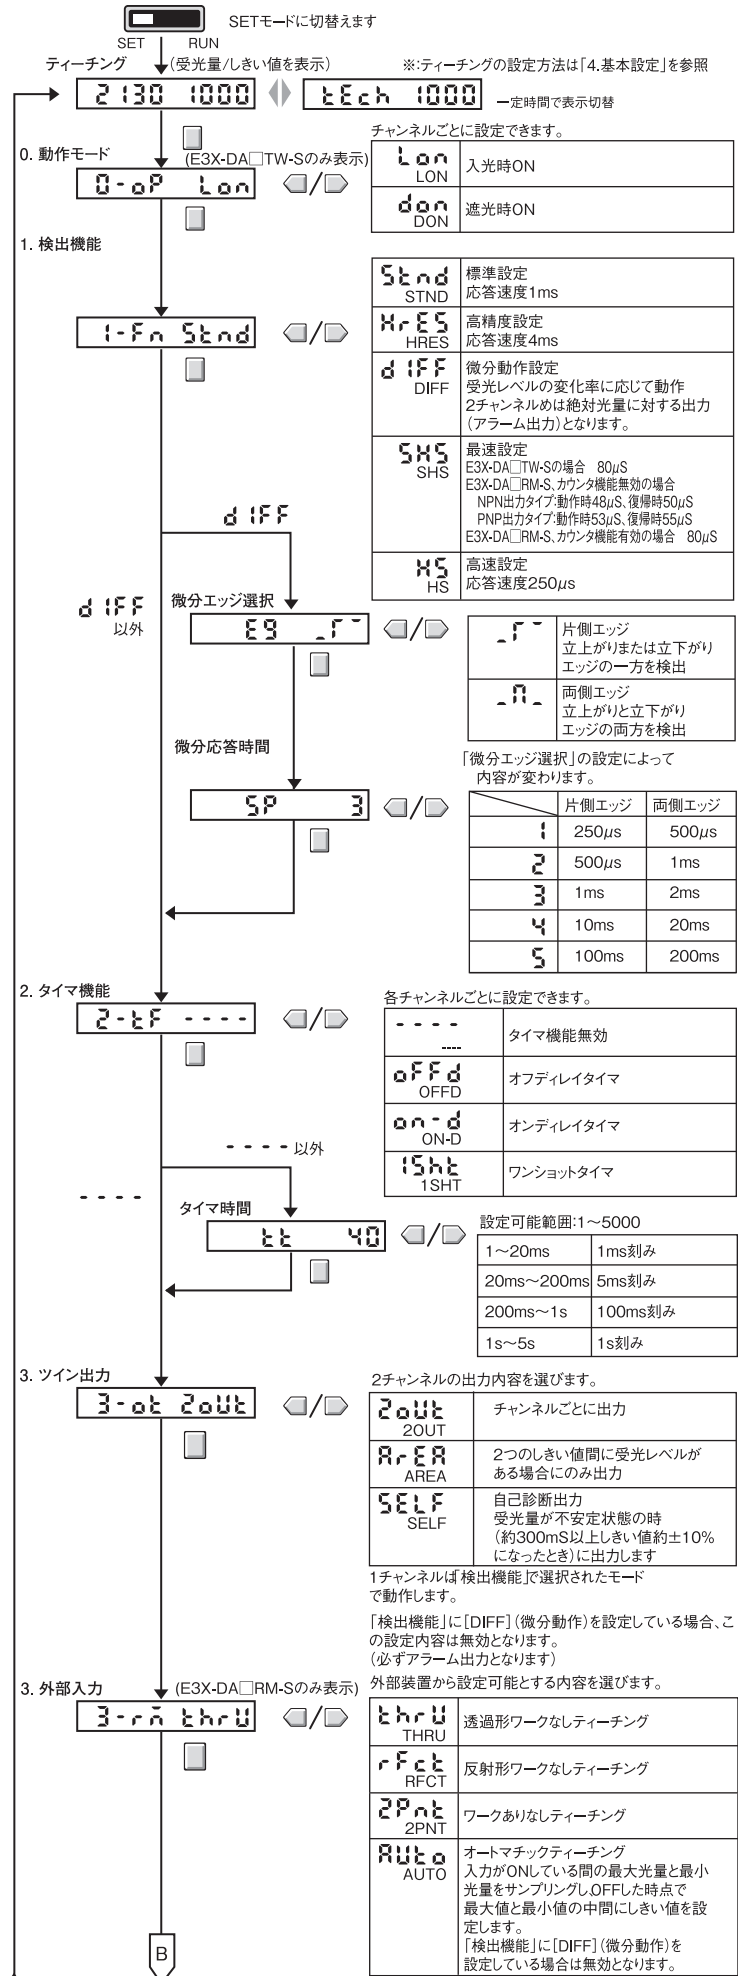 SETモードに切替えます
SET RUN
ティーチング (受光量/しきい値を表示) ※:ティーチングの設定方法は「4.基本設定」を参照
2130 1000 tEch 1000 一定時間で表示切替
チャンネルごとに設定できます。
0. 動作モード (E3X-DA□TW-Sのみ表示)
0-oP Lon
Lon LON 入光時ON
don DON 遮光時ON
1. 検出機能
1-Fn Stnd
Stnd STND 標準設定
応答速度1ms
HrES HRES 高精度設定
応答速度4ms
dIFF DIFF 微分動作設定
受光レベルの変化率に応じて動作
2チャンネルめは絶対光量に対する出力
(アラーム出力)となります。
SHS SHS 最速設定
E3X-DA□TW-Sの場合 80μS
E3X-DA□RM-S、カウンタ機能無効の場合
NPN出力タイプ:動作時48μS、復帰時50μS
PNP出力タイプ:動作時53μS、復帰時55μS
E3X-DA□RM-S、カウンタ機能有効の場合 80μS
HS HS 高速設定
応答速度250μs
dIFF
dIFF
以外
微分エッジ選択
E9
片側エッジ
立上がりまたは立下がり
エッジの一方を検出
両側エッジ
立上がりと立下がり
エッジの両方を検出
微分応答時間
SP 3
「微分エッジ選択」の設定によって
内容が変わります。
片側エッジ 両側エッジ
1 250μs 500μs
2 500μs 1ms
3 1ms 2ms
4 10ms 20ms
5 100ms 200ms
2. タイマ機能
2-tF ----
各チャンネルごとに設定できます。
---- ---- タイマ機能無効
oFFd OFFD オフディレイタイマ
on-d ON-D オンディレイタイマ
1Sht 1SHT ワンショットタイマ
----以外
----
タイマ時間
tt 40
設定可能範囲:1〜5000
1〜20ms 1ms刻み
20ms〜200ms 5ms刻み
200ms〜1s 100ms刻み
1s〜5s 1s刻み
3. ツイン出力
3-ot 2oUt
2チャンネルの出力内容を選びます。
2oUt 2OUT チャンネルごとに出力
ArEA AREA 2つのしきい値間に受光レベルが
ある場合にのみ出力
SELF SELF 自己診断出力
受光量が不安定状態の時
(約300mS以上しきい値約±10%
になったとき)に出力します
1チャンネルは「検出機能」で選択されたモード
で動作します。
「検出機能」に[DIFF](微分動作)を設定している場合、こ
の設定内容は無効となります。
(必ずアラーム出力となります)
3. 外部入力 (E3X-DA□RM-Sのみ表示)
3-rm thrU
外部装置から設定可能とする内容を選びます。
thrU THRU 透過形ワークなしティーチング
rFct RFCT 反射形ワークなしティーチング
2Pnt 2PNT ワークありなしティーチング
AUto AUTO オートマチックティーチング
入力がONしている間の最大光量と最小
光量をサンプリングし、OFFした時点で
最大値と最小値の中間にしきい値を設
定します。
「検出機能」に[DIFF](微分動作)を
設定している場合は無効となります。
B